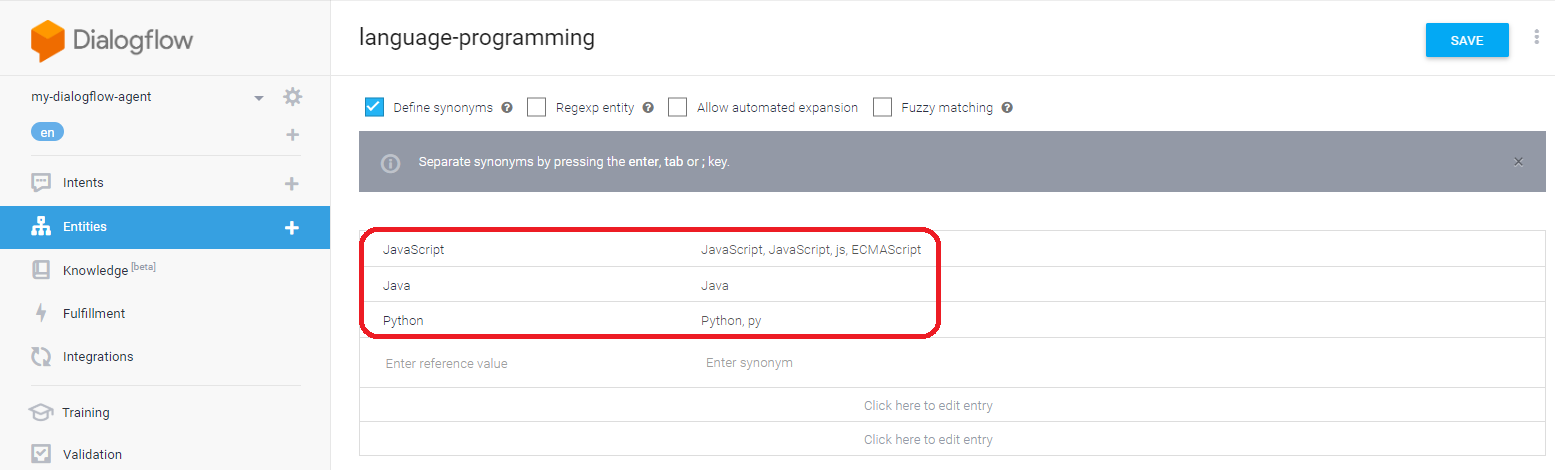 Dialogflow
language-programming
SAVE
my-dialogflow-agent
en
Define synonyms ? Regexp entity ? Allow automated expansion Fuzzy matching ?
Separate synonyms by pressing the enter, tab or ; key.
Intents
Entities
Knowledge [beta]
Fulfillment
Integrations
Training
Validation
JavaScript JavaScript, JavaScript, js, ECMAScript
Java Java
Python Python, py
Enter reference value Enter synonym
Click here to edit entry
Click here to edit entry